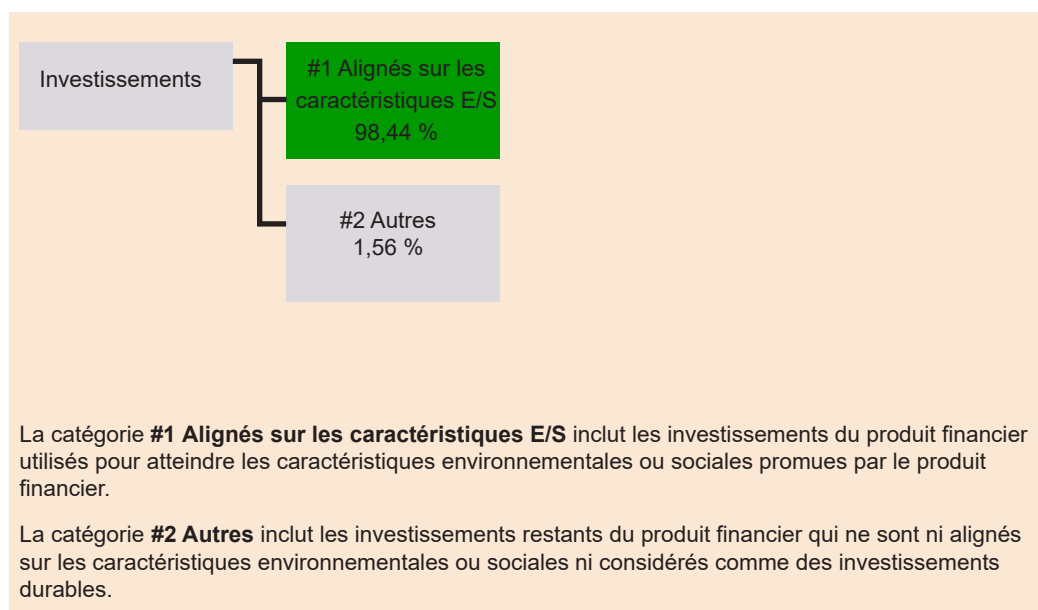 Investissements
#1 Alignés sur les
caractéristiques E/S
98,44 %
#2 Autres
1,56 %
La catégorie #1 Alignés sur les caractéristiques E/S inclut les investissements du produit financier
utilisés pour atteindre les caractéristiques environnementales ou sociales promues par le produit
financier.
La catégorie #2 Autres inclut les investissements restants du produit financier qui ne sont ni alignés
sur les caractéristiques environnementales ou sociales ni considérés comme des investissements
durables.